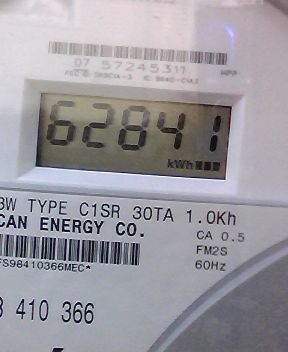 07 57245311
62841
kWh
3W TYPE C1SR 30TA 1.0Kh
CAN ENERGY CO.
CA 0.5
FM2S
60Hz
FS98410366MEC*
410 366